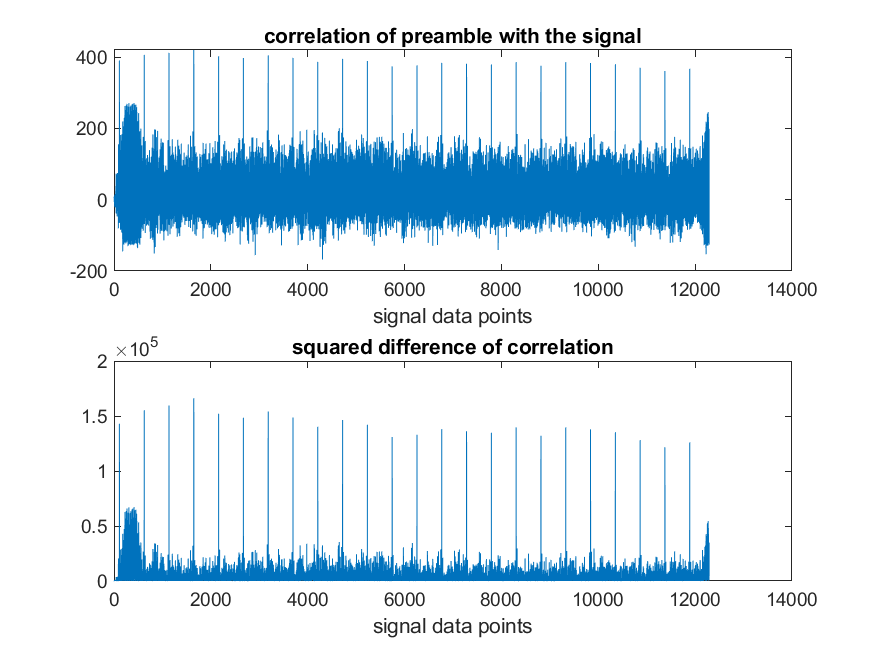 correlation of preamble with the signal
400
200
0
-200
0 2000 4000 6000 8000 10000 12000 14000
signal data points
squared difference of correlation
×10^5
2
1.5
1
0.5
0
0 2000 4000 6000 8000 10000 12000 14000
signal data points